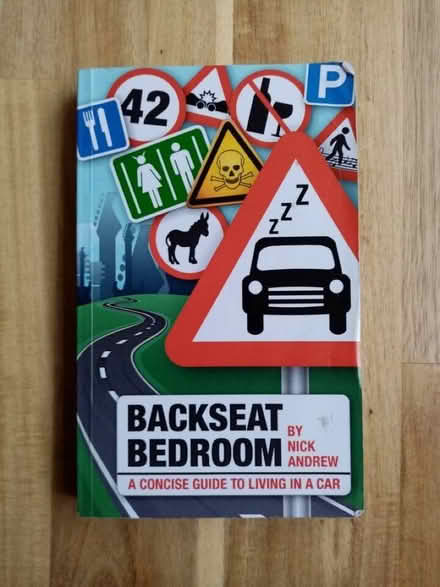 P
42
Z
Z
Z
BACKSEAT
BEDROOM
BY
NICK
ANDREW
A CONCISE GUIDE TO LIVING IN A CAR